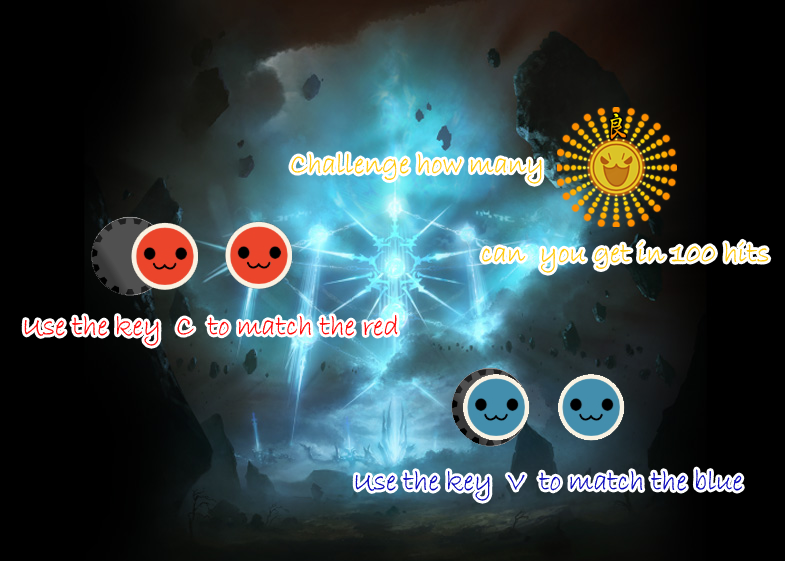 良
Challenge how many
can you get in 100 hits
Use the key C to match the red
Use the key V to match the blue